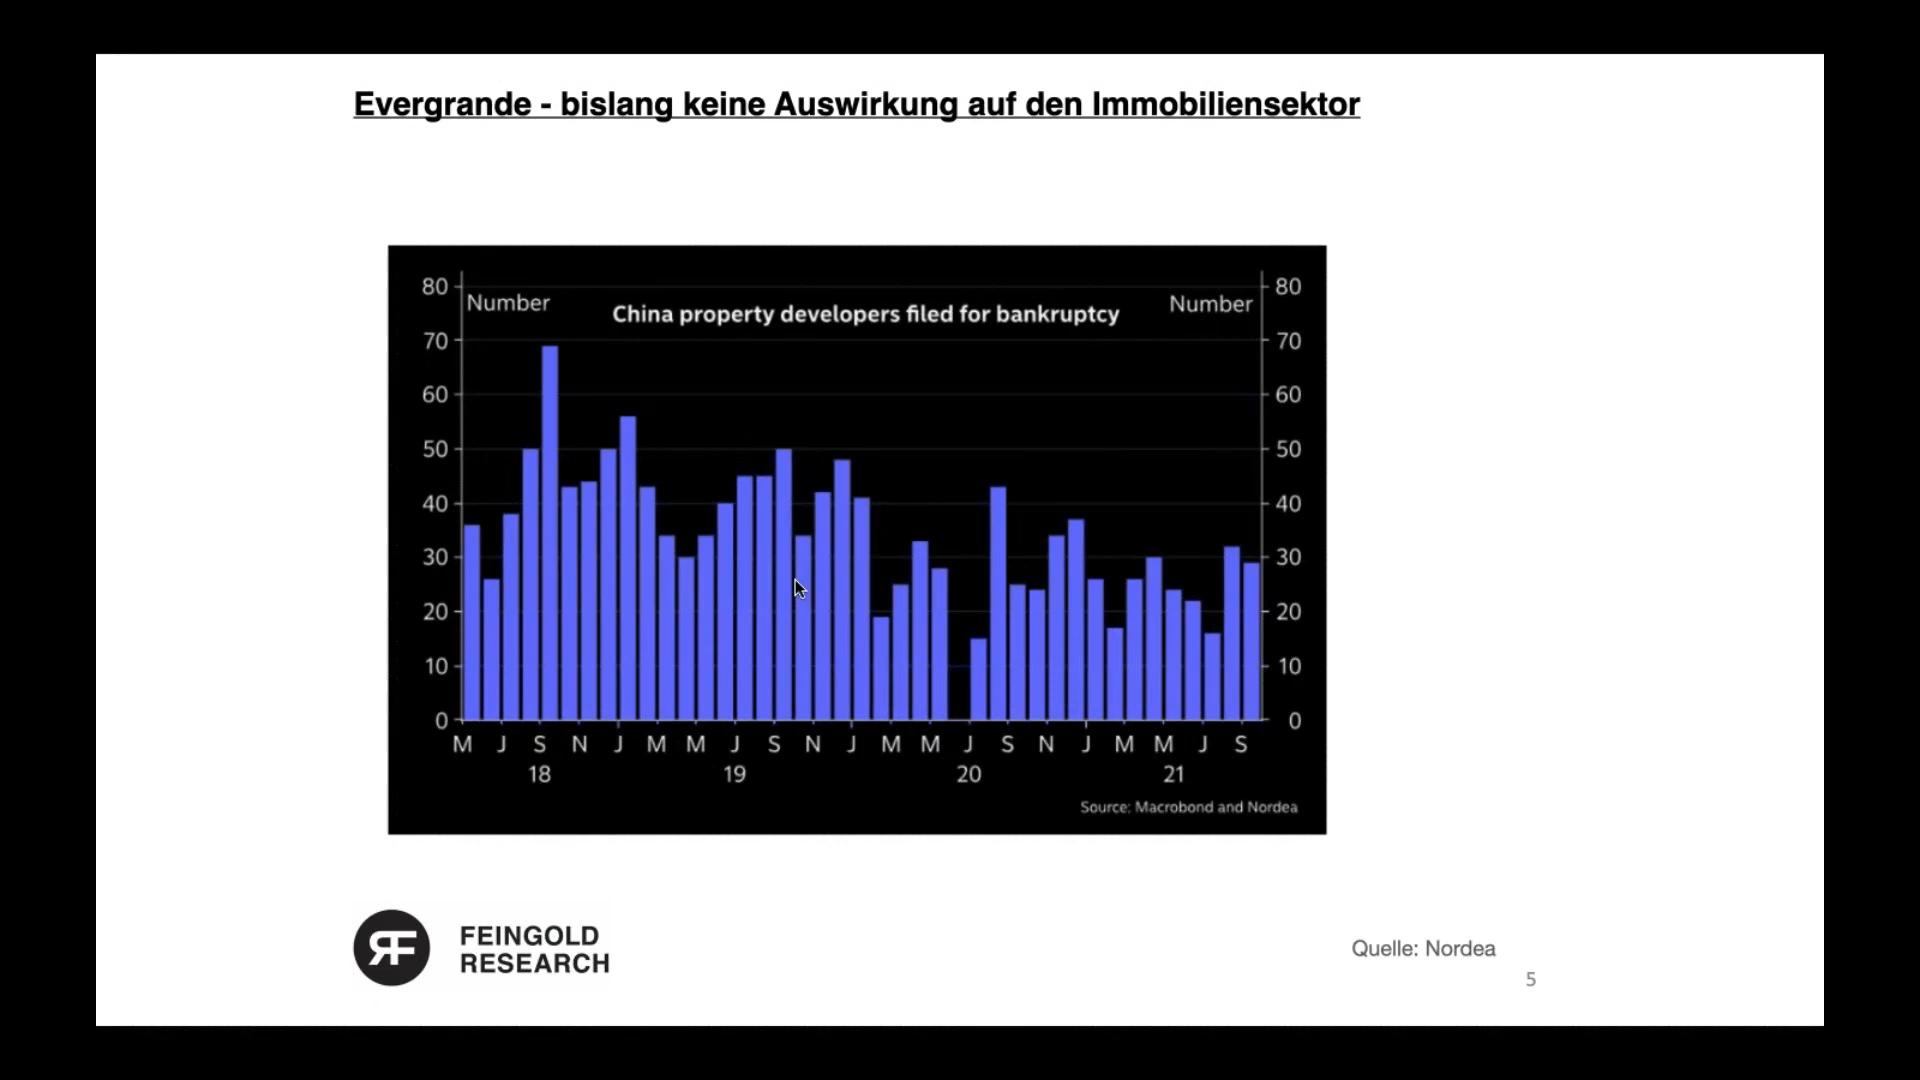 Evergrande - bislang keine Auswirkung auf den Immobiliensektor
China property developers filed for bankruptcy
Number
Number
80
70
60
50
40
30
20
10
0
80
70
60
50
40
30
20
10
0
M J S N J M M J S N J M M J S N J M M J S
18 19 20 21
Source: Macrobond and Nordea
RF
FEINGOLD
RESEARCH
Quelle: Nordea
5